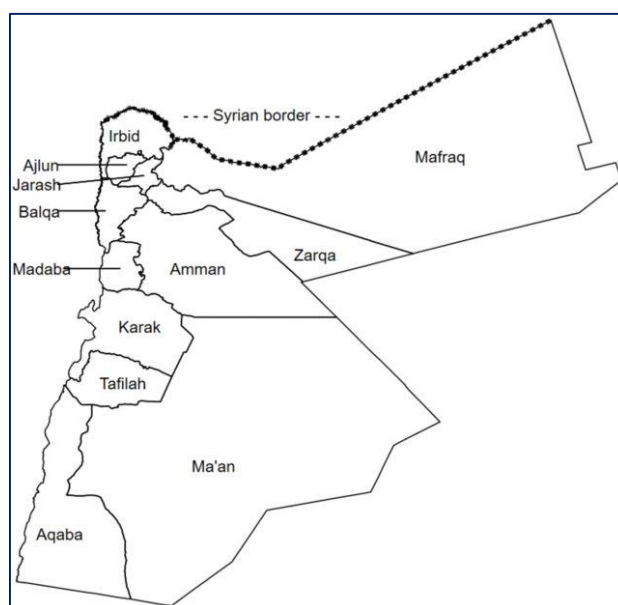 --- Syrian border ---
Irbid
Mafraq
Ajlun
Jarash
Balqa
Zarqa
Madaba
Amman
Karak
Tafilah
Ma'an
Aqaba